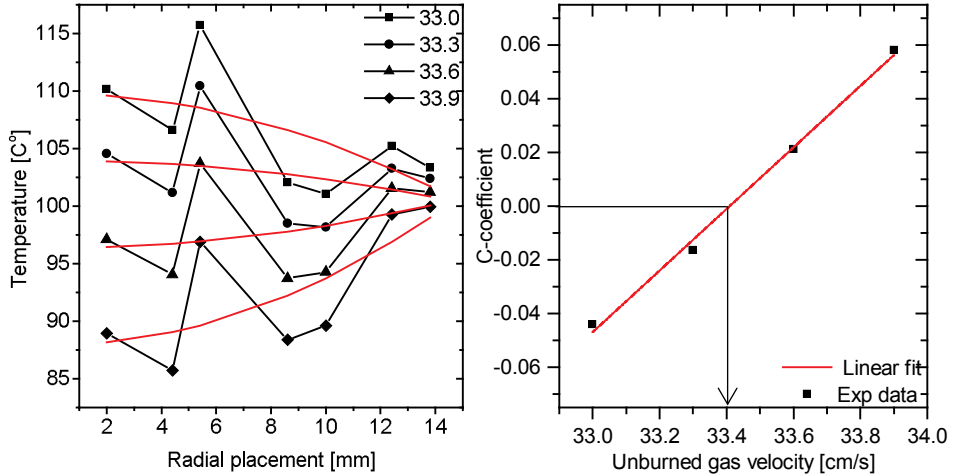 115
110
105
100
95
90
85
Temperature [C°]
2 4 6 8 10 12 14
Radial placement [mm]
33.0
33.3
33.6
33.9
0.06
0.04
0.02
0.00
-0.02
-0.04
-0.06
C-coefficient
Linear fit
Exp data
33.0 33.2 33.4 33.6 33.8 34.0
Unburned gas velocity [cm/s]